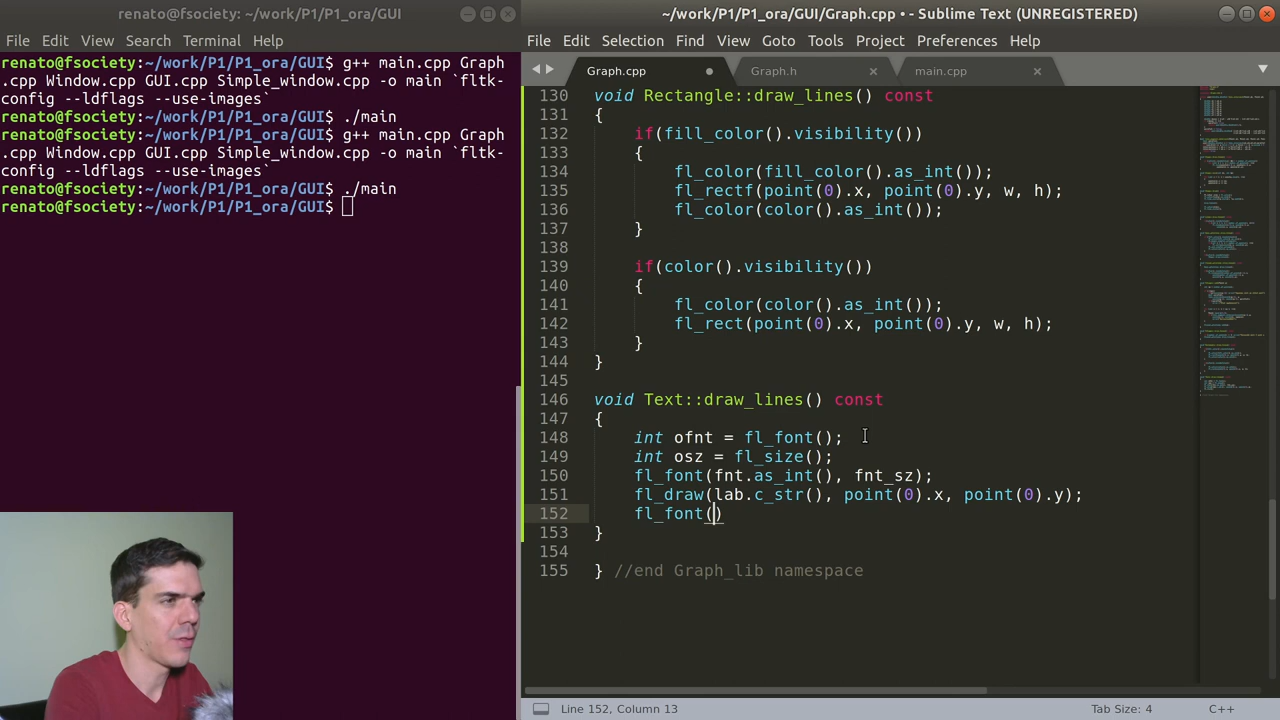 renato@fsociety: ~/work/P1/P1_ora/GUI
File Edit View Search Terminal Help
renato@fsociety:~/work/P1/P1_ora/GUI$ g++ main.cpp Graph
.cpp Window.cpp GUI.cpp Simple_window.cpp -o main `fltk-
config --ldflags --use-images`
renato@fsociety:~/work/P1/P1_ora/GUI$ ./main
renato@fsociety:~/work/P1/P1_ora/GUI$ g++ main.cpp Graph
.cpp Window.cpp GUI.cpp Simple_window.cpp -o main `fltk-
config --ldflags --use-images`
renato@fsociety:~/work/P1/P1_ora/GUI$ ./main
renato@fsociety:~/work/P1/P1_ora/GUI$
~/work/P1/P1_ora/GUI/Graph.cpp • - Sublime Text (UNREGISTERED)
File Edit Selection Find View Goto Tools Project Preferences Help
Graph.cpp Graph.h main.cpp
130 void Rectangle::draw_lines() const
131 {
132 if(fill_color().visibility())
133 {
134 fl_color(fill_color().as_int());
135 fl_rectf(point(0).x, point(0).y, w, h);
136 fl_color(color().as_int());
137 }
138
139 if(color().visibility())
140 {
141 fl_color(color().as_int());
142 fl_rect(point(0).x, point(0).y, w, h);
143 }
144 }
145
146 void Text::draw_lines() const
147 {
148 int ofnt = fl_font();
149 int osz = fl_size();
150 fl_font(fnt.as_int(), fnt_sz);
151 fl_draw(lab.c_str(), point(0).x, point(0).y);
152 fl_font()
153 }
154
155 } //end Graph_lib namespace
Line 152, Column 13 Tab Size: 4 C++